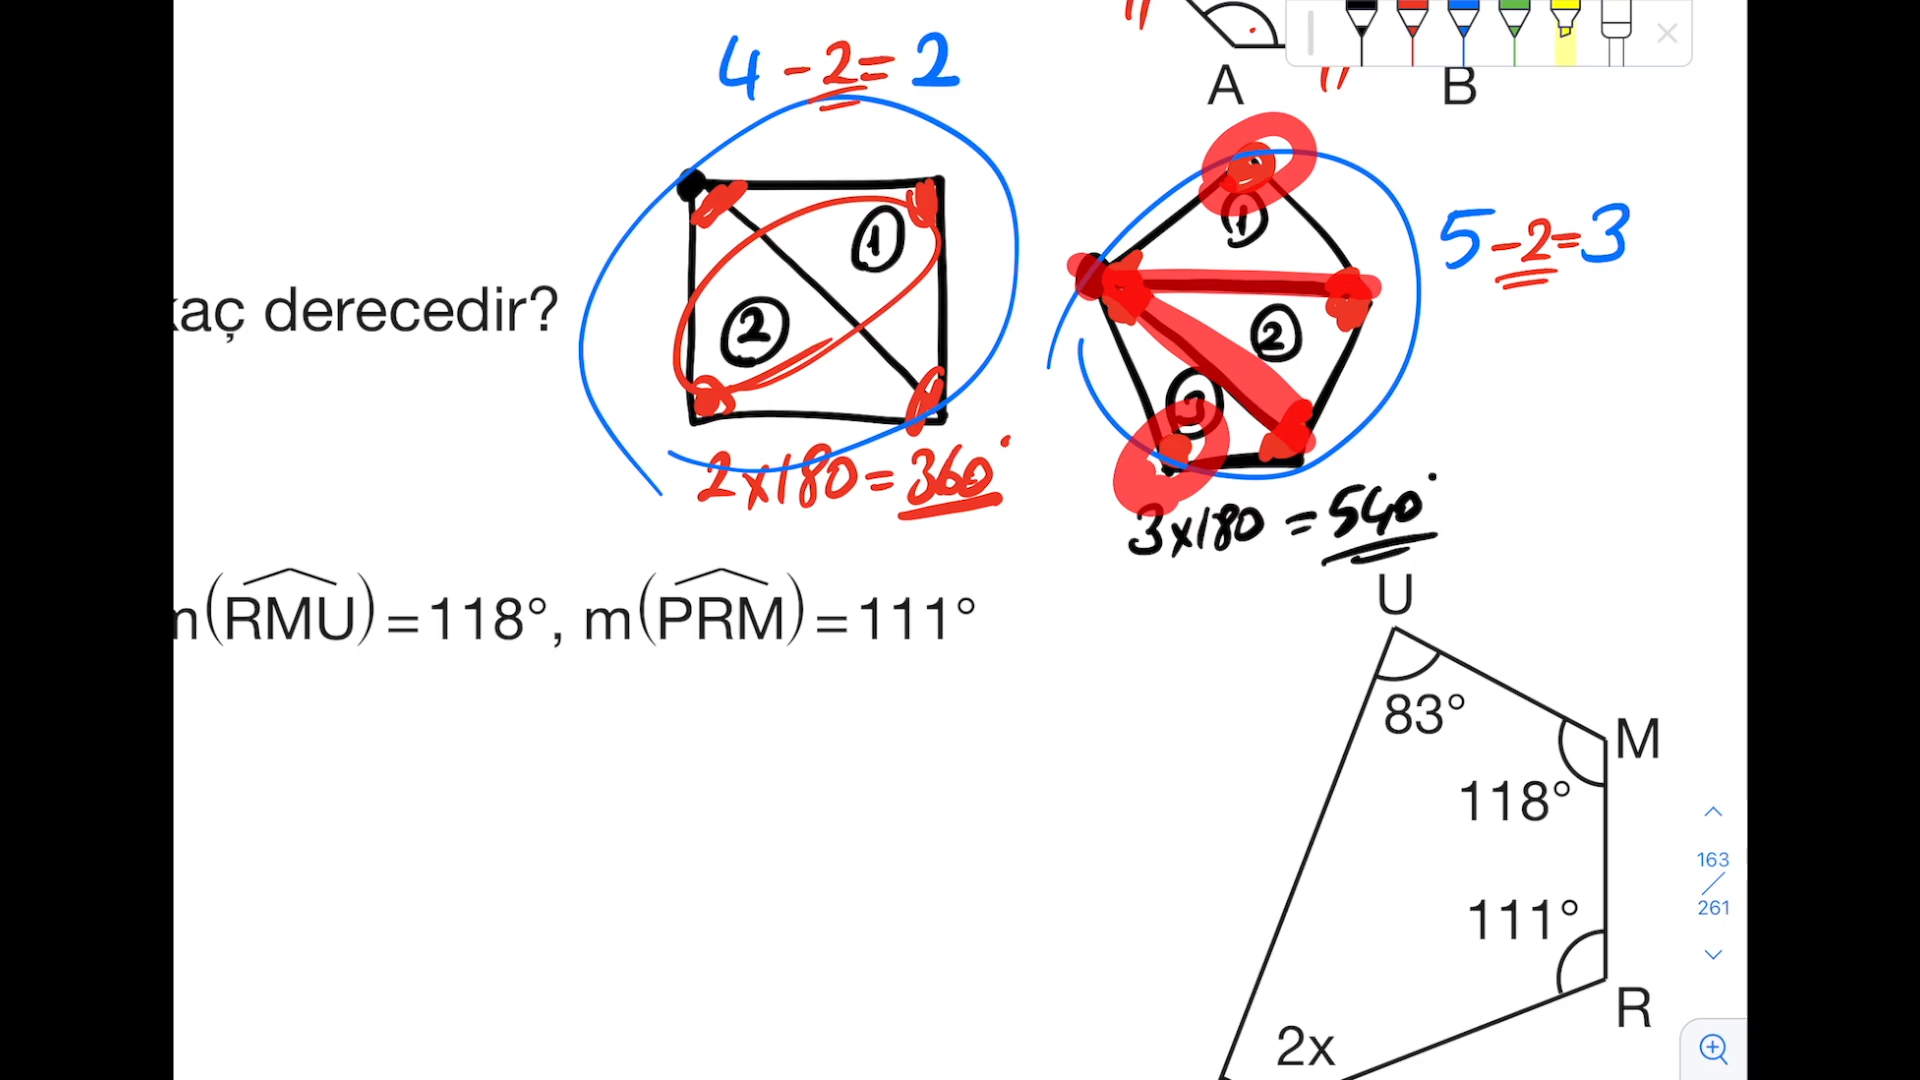 4 - 2 = 2
A
B
1
2
1
2
3
5 - 2 = 3
kaç derecedir?
2x180 = 360°
3x180 = 540°
m(RMU) = 118°, m(PRM) = 111°
U
83°
M
118°
111°
R
2x
163
261